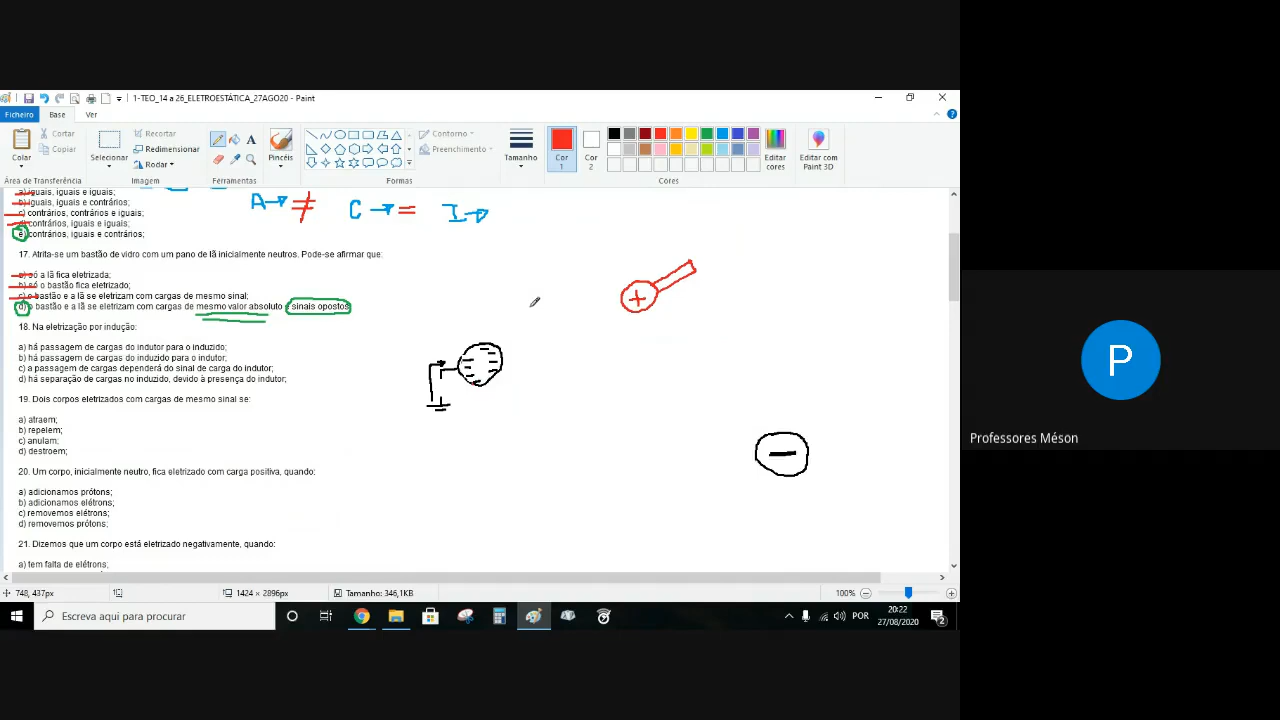 1-TEO_14 a 26_ELETROESTÁTICA_27AGO20 - Paint
Ficheiro Base Ver
Colar
Cortar
Copiar
Área de Transferência
Selecionar
Recortar
Redimensionar
Rodar
Imagem
A
Ferramentas
Pincéis
Contorno
Preenchimento
Formas
Tamanho
Cor 1
Cor 2
Editar cores
Cores
Editar com Paint 3D
a) iguais, iguais e iguais;
b) iguais, iguais e contrários;
c) contrários, contrários e iguais;
d) contrários, iguais e iguais;
e) contrários, iguais e contrários;
A → ≠ C → = I →
17. Atrita-se um bastão de vidro com um pano de lã inicialmente neutros. Pode-se afirmar que:
a) só a lã fica eletrizada;
b) só o bastão fica eletrizado;
c) o bastão e a lã se eletrizam com cargas de mesmo sinal;
d) o bastão e a lã se eletrizam com cargas de mesmo valor absoluto e sinais opostos.
18. Na eletrização por indução:
a) há passagem de cargas do indutor para o induzido;
b) há passagem de cargas do induzido para o indutor;
c) a passagem de cargas dependerá do sinal de carga do indutor;
d) há separação de cargas no induzido, devido à presença do indutor;
19. Dois corpos eletrizados com cargas de mesmo sinal se:
a) atraem;
b) repelem;
c) anulam;
d) destroem;
20. Um corpo, inicialmente neutro, fica eletrizado com carga positiva, quando:
a) adicionamos prótons;
b) adicionamos elétrons;
c) removemos elétrons;
d) removemos prótons;
21. Dizemos que um corpo está eletrizado negativamente, quando:
a) tem falta de elétrons,
+
−
748, 437px
1424 × 2896px
Tamanho: 346,1KB
100%
Escreva aqui para procurar
POR
20:22
27/08/2020
2
P
Professores Méson